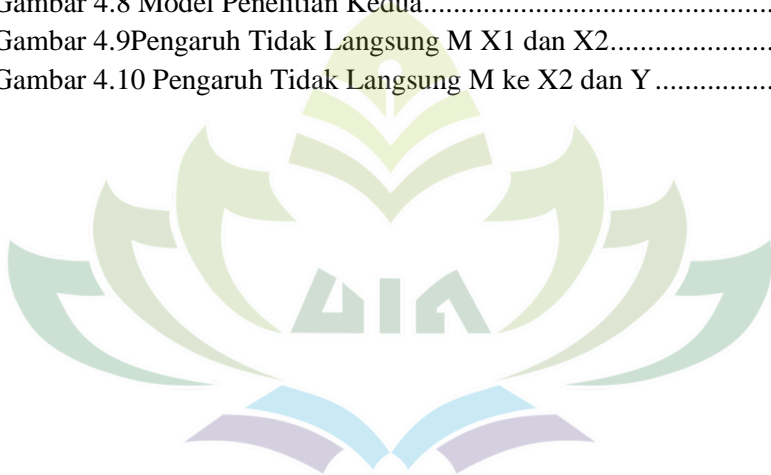 Gambar 4.8 Model Penelitian Kedua....................................................
Gambar 4.9Pengaruh Tidak Langsung M X1 dan X2..........................
Gambar 4.10 Pengaruh Tidak Langsung M ke X2 dan Y ...................
UIN